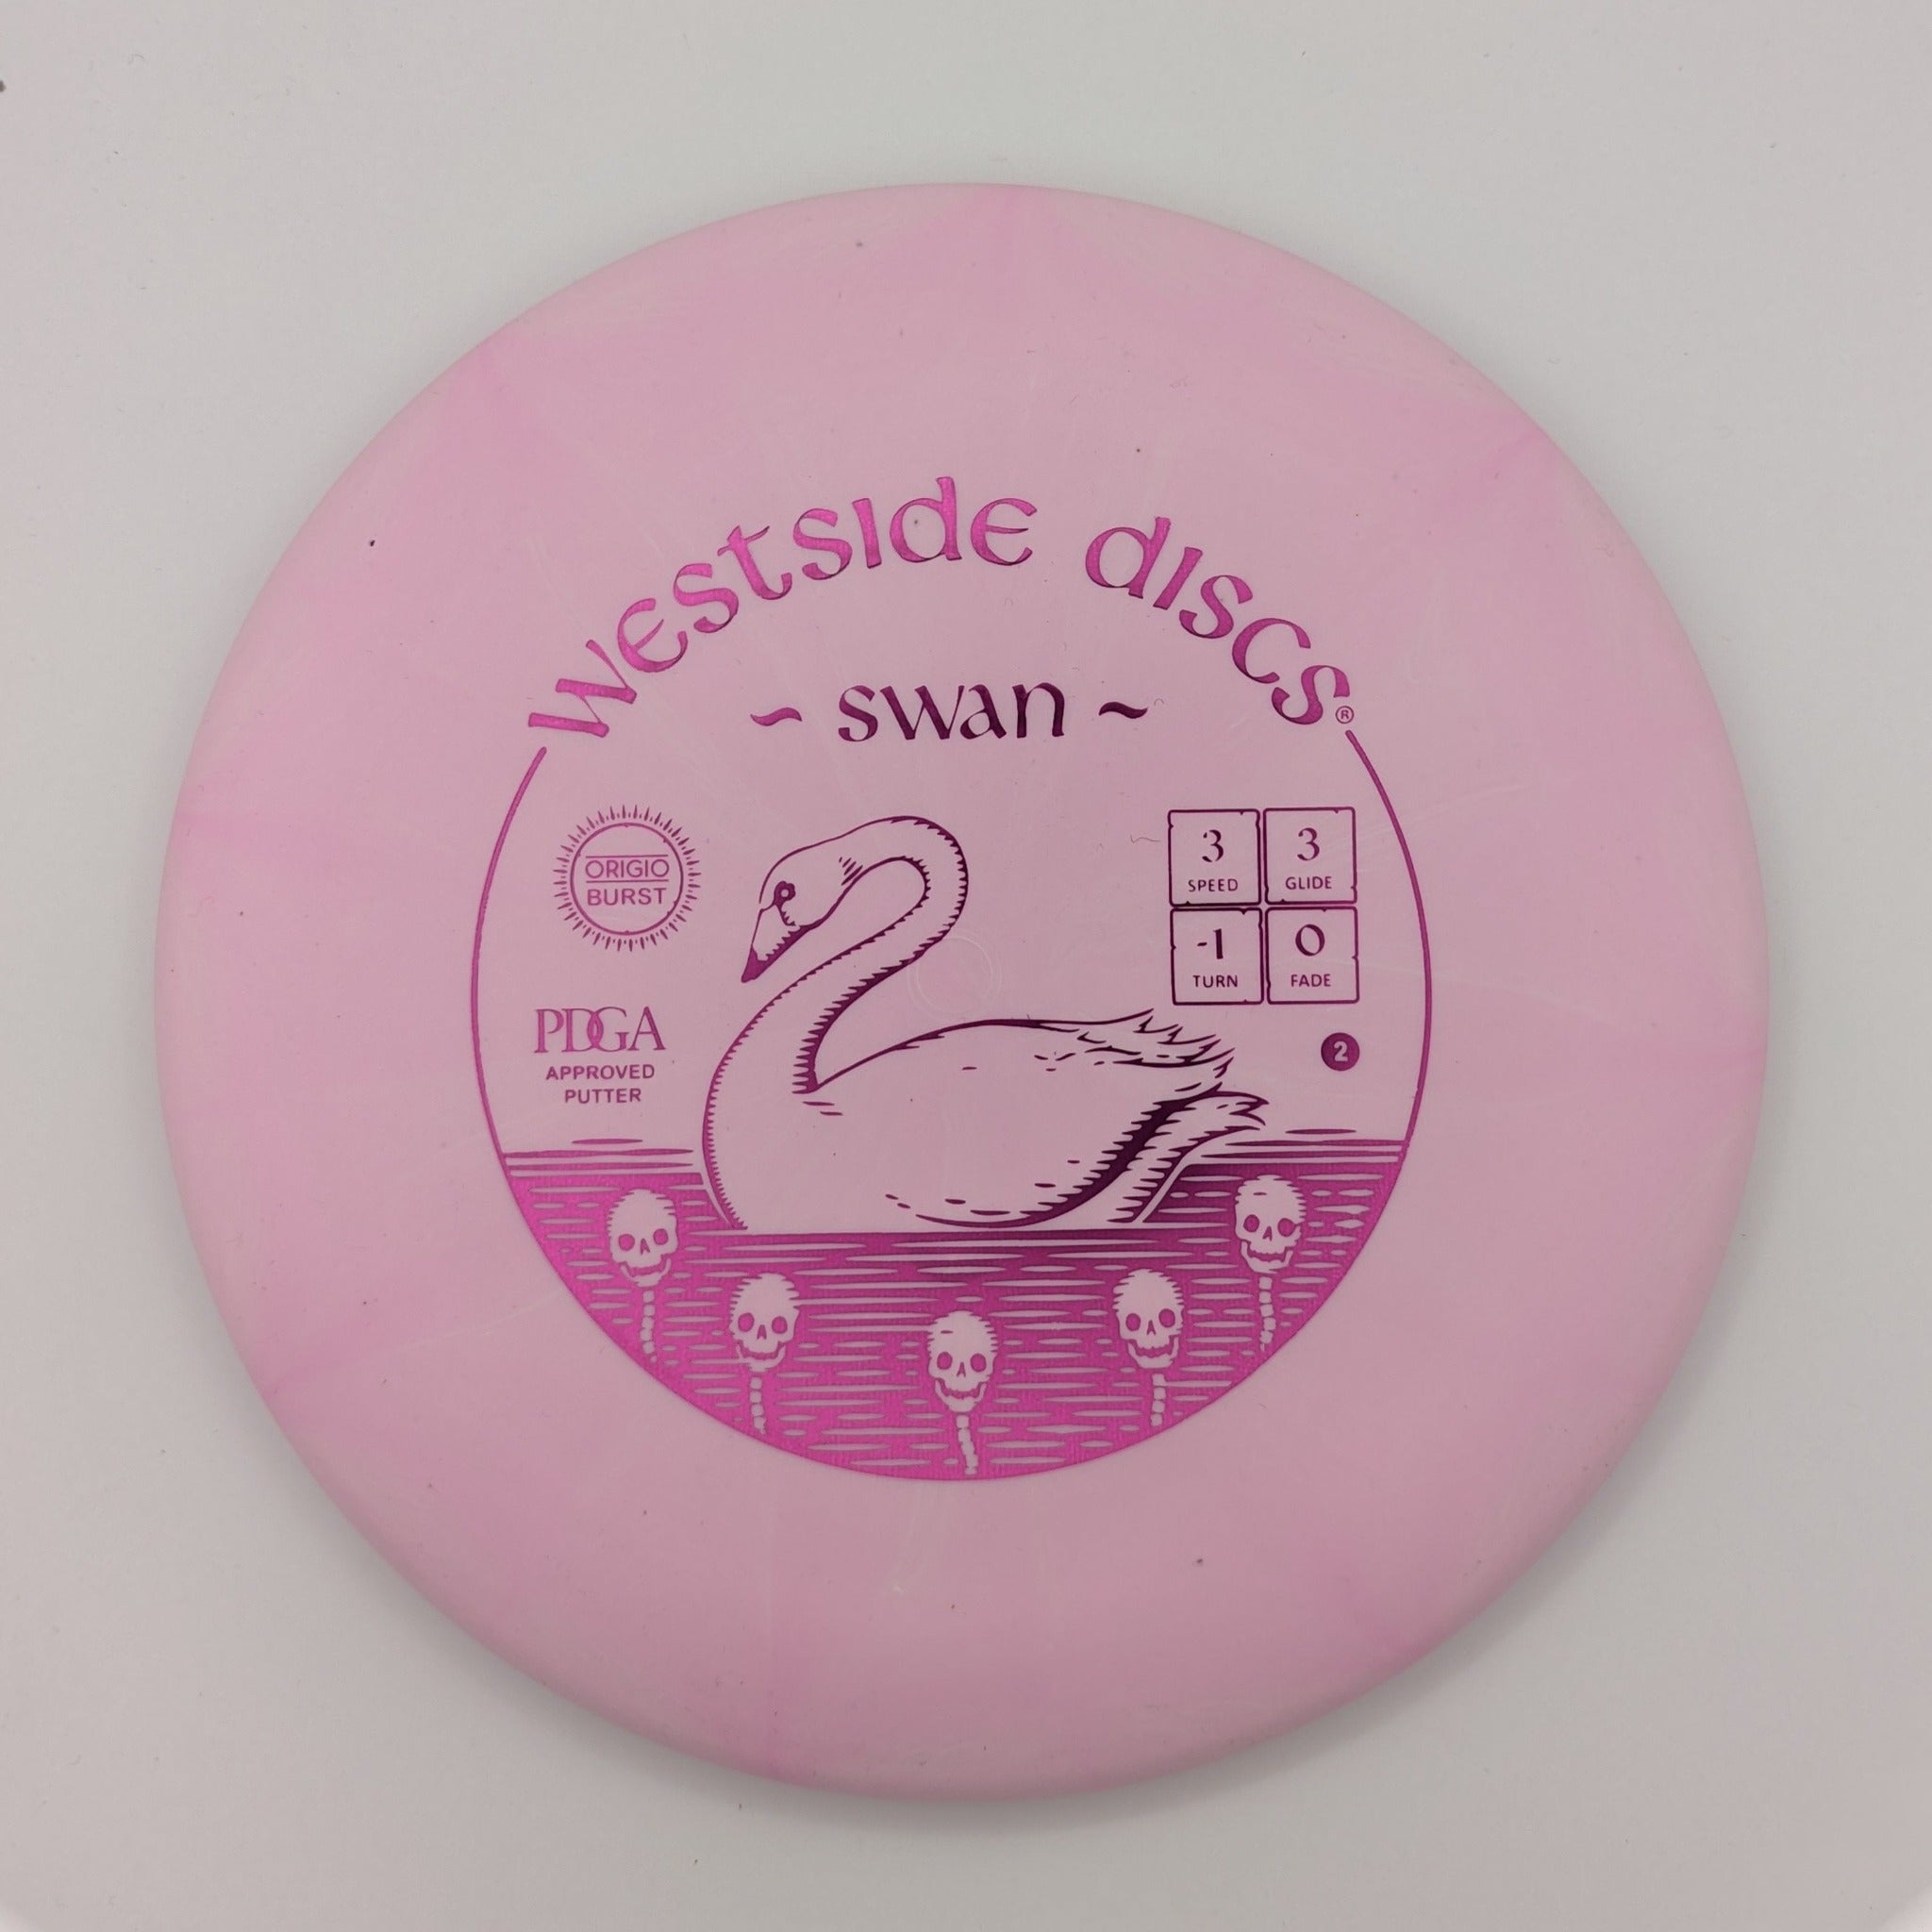 westside discs®
~ swan ~
ORIGIO
BURST
PDGA
APPROVED
PUTTER
3 3
SPEED GLIDE
-1 0
TURN FADE
2